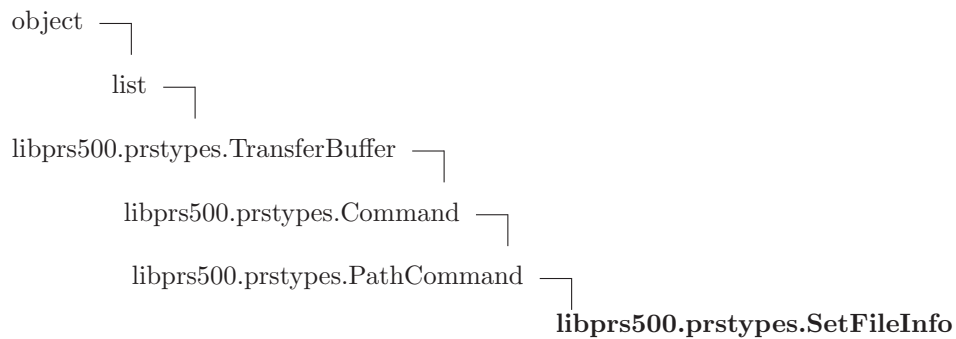 object
list
libprs500.prstypes.TransferBuffer
libprs500.prstypes.Command
libprs500.prstypes.PathCommand
libprs500.prstypes.SetFileInfo